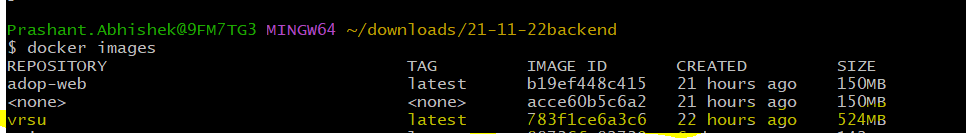 Prashant.Abhishek@9FM7TG3 MINGW64 ~/downloads/21-11-22backend
$ docker images
REPOSITORY TAG IMAGE ID CREATED SIZE
adop-web latest b19ef448c415 21 hours ago 150MB
<none> <none> acce60b5c6a2 21 hours ago 150MB
vrsu latest 783f1ce6a3c6 22 hours ago 524MB